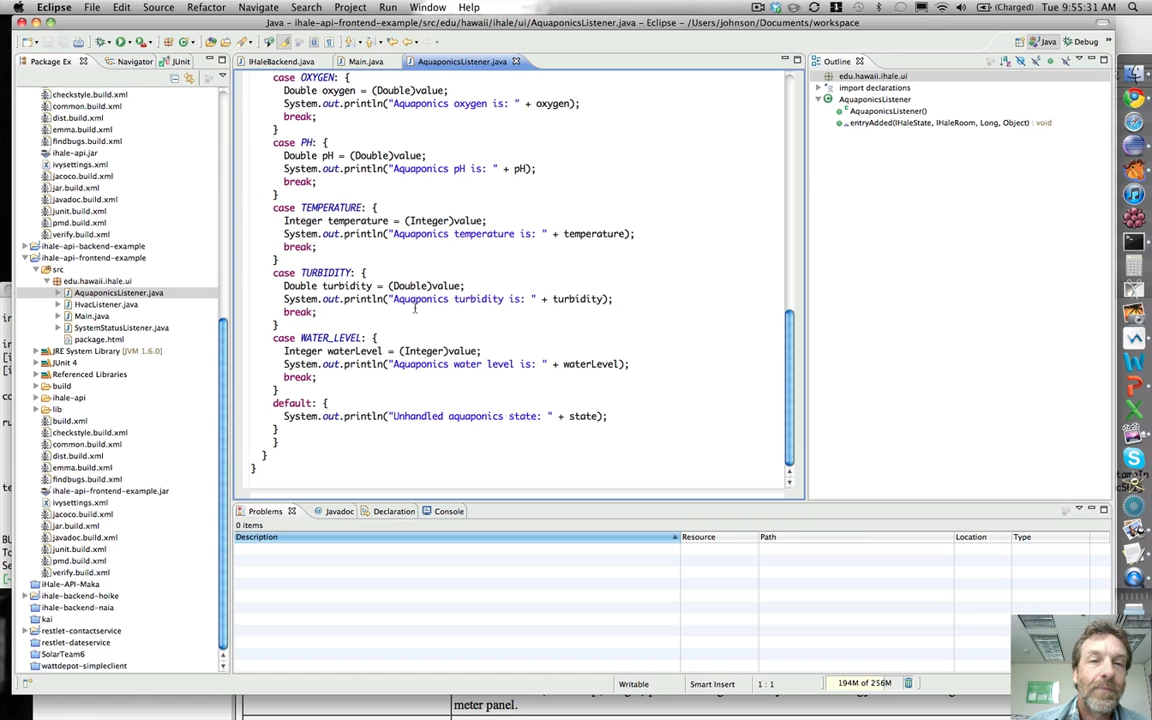 Eclipse File Edit Source Refactor Navigate Search Project Run Window Help (Charged) Tue 9:55:31 AM
Java – ihale-api-frontend-example/src/edu/hawaii/ihale/ui/AquaponicsListener.java – Eclipse – /Users/johnson/Documents/workspace
Java Debug
Package Ex Navigator JUnit
IHaleBackend.java Main.java AquaponicsListener.java
Outline
checkstyle.build.xml
common.build.xml
dist.build.xml
emma.build.xml
findbugs.build.xml
ihale-api.jar
ivysettings.xml
jacoco.build.xml
jar.build.xml
javadoc.build.xml
junit.build.xml
pmd.build.xml
verify.build.xml
ihale-api-backend-example
ihale-api-frontend-example
src
edu.hawaii.ihale.ui
AquaponicsListener.java
HvacListener.java
Main.java
SystemStatusListener.java
package.html
JRE System Library [JVM 1.6.0]
JUnit 4
Referenced Libraries
build
ihale-api
lib
build.xml
checkstyle.build.xml
common.build.xml
dist.build.xml
emma.build.xml
findbugs.build.xml
ihale-api-frontend-example.jar
ivysettings.xml
jacoco.build.xml
jar.build.xml
javadoc.build.xml
junit.build.xml
pmd.build.xml
verify.build.xml
iHale-API-Maka
ihale-backend-hoike
ihale-backend-naia
kai
restlet-contactservice
restlet-dateservice
SolarTeam6
wattdepot-simpleclient
case OXYGEN: {
Double oxygen = (Double)value;
System.out.println("Aquaponics oxygen is: " + oxygen);
break;
}
case PH: {
Double pH = (Double)value;
System.out.println("Aquaponics pH is: " + pH);
break;
}
case TEMPERATURE: {
Integer temperature = (Integer)value;
System.out.println("Aquaponics temperature is: " + temperature);
break;
}
case TURBIDITY: {
Double turbidity = (Double)value;
System.out.println("Aquaponics turbidity is: " + turbidity);
break;
}
case WATER_LEVEL: {
Integer waterLevel = (Integer)value;
System.out.println("Aquaponics water level is: " + waterLevel);
break;
}
default: {
System.out.println("Unhandled aquaponics state: " + state);
}
}
}
}
edu.hawaii.ihale.ui
import declarations
AquaponicsListener
AquaponicsListener()
entryAdded(IHaleState, IHaleRoom, Long, Object) : void
Problems Javadoc Declaration Console
0 items
Description Resource Path Location Type
Writable Smart Insert 1 : 1 194M of 256M
meter panel.